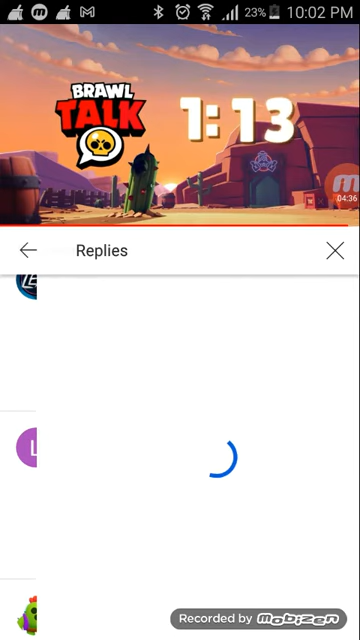 23% 10:02 PM
BRAWL
TALK
1:13
04:36
Replies
L
Recorded by MOBIZEN